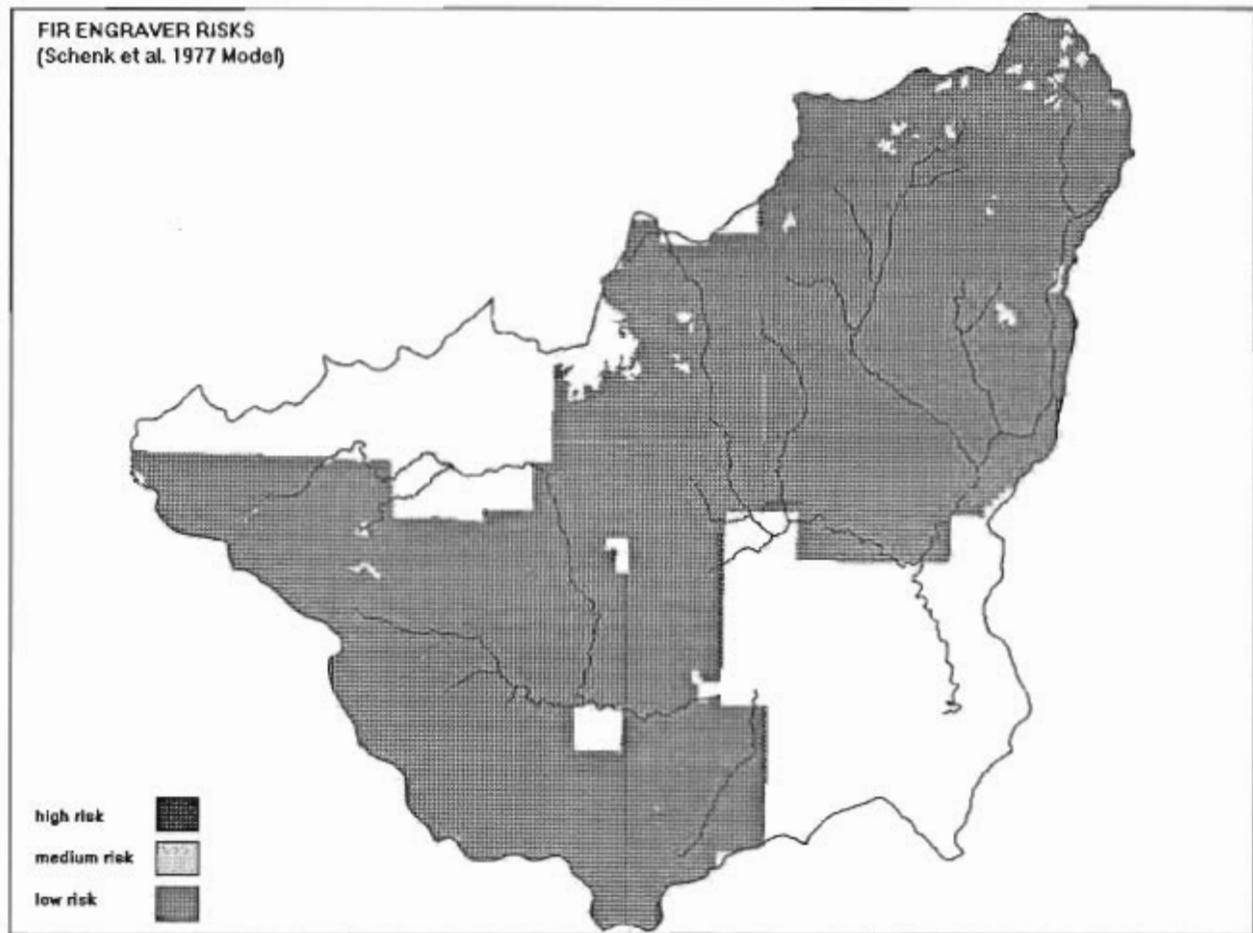 FIR ENGRAVER RISKS
(Schenk et al. 1977 Model)
high risk
medium risk
low risk